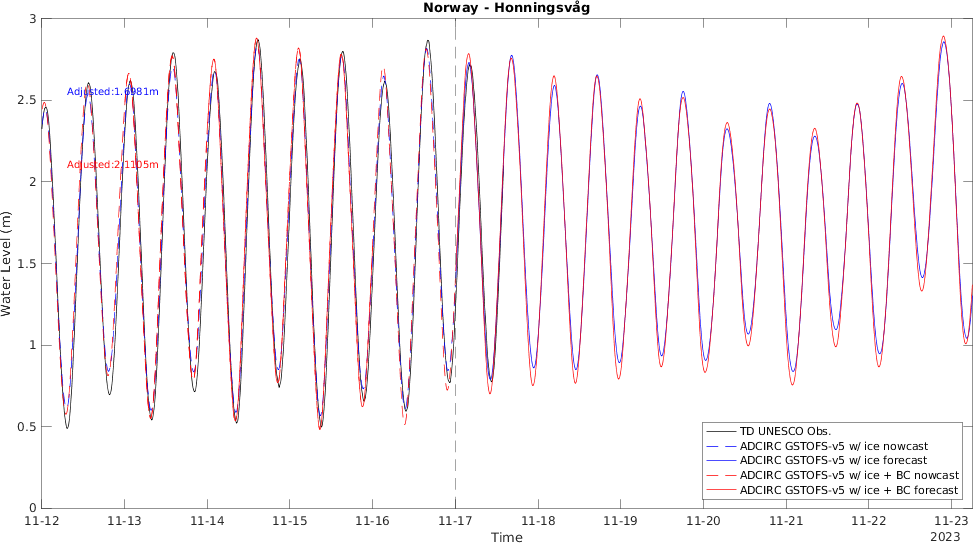 Norway - Honningsvåg
3
2.5
2
1.5
1
0.5
0
Water Level (m)
Adjusted:1.6981m
Adjusted:2.1105m
TD UNESCO Obs.
ADCIRC GSTOFS-v5 w/ ice nowcast
ADCIRC GSTOFS-v5 w/ ice forecast
ADCIRC GSTOFS-v5 w/ ice + BC nowcast
ADCIRC GSTOFS-v5 w/ ice + BC forecast
11-12 11-13 11-14 11-15 11-16 11-17 11-18 11-19 11-20 11-21 11-22 11-23
Time
2023